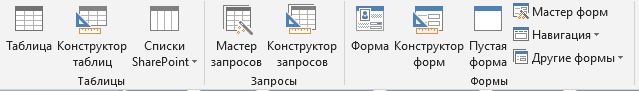 Таблица
Конструктор
таблиц
Списки
SharePoint
Таблицы
Мастер
запросов
Конструктор
запросов
Запросы
Форма
Конструктор
форм
Пустая
форма
Мастер форм
Навигация
Другие формы
Формы